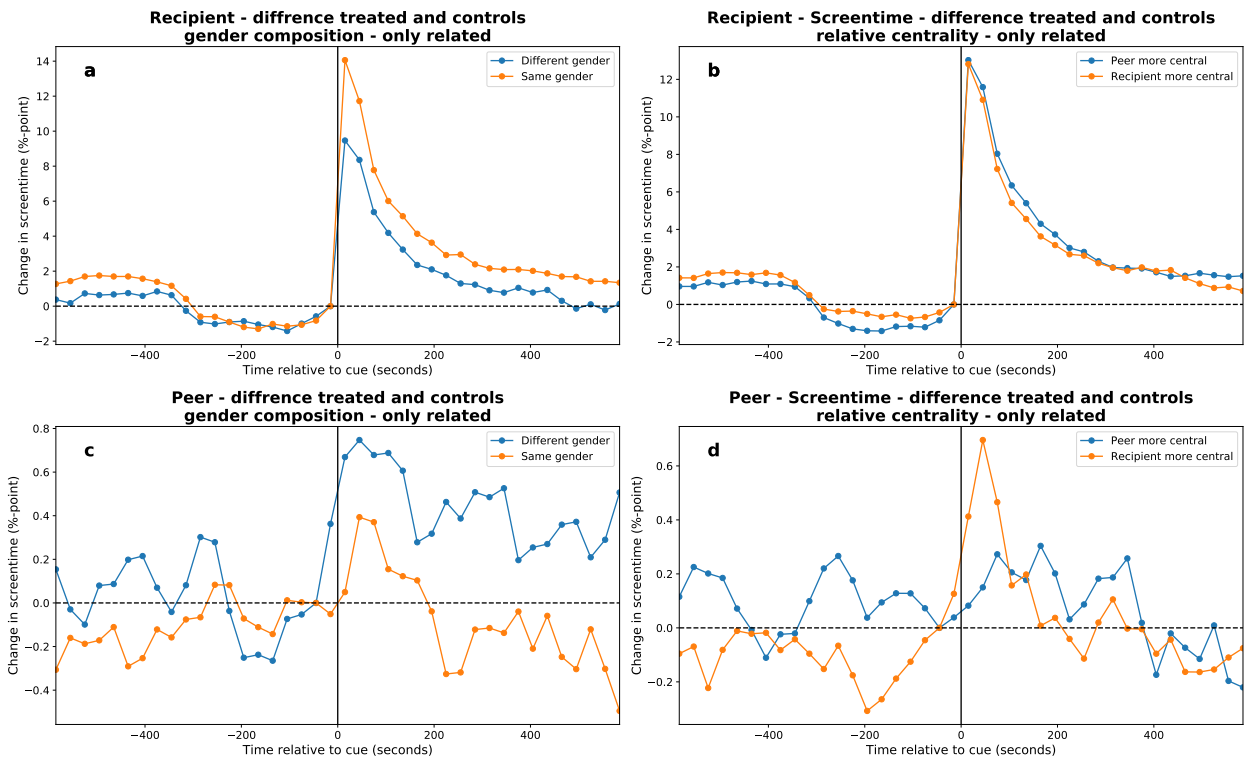 Recipient - diffrence treated and controls
gender composition - only related
a
Different gender
Same gender
14
12
10
8
6
4
2
0
−2
Change in screentime (%-point)
−400
−200
0
200
400
Time relative to cue (seconds)
Recipient - Screentime - difference treated and controls
relative centrality - only related
b
Peer more central
Recipient more central
12
10
8
6
4
2
0
−2
Change in screentime (%-point)
−400
−200
0
200
400
Time relative to cue (seconds)
Peer - diffrence treated and controls
gender composition - only related
c
Different gender
Same gender
0.8
0.6
0.4
0.2
0.0
−0.2
−0.4
Change in screentime (%-point)
−400
−200
0
200
400
Time relative to cue (seconds)
Peer - Screentime - difference treated and controls
relative centrality - only related
d
Peer more central
Recipient more central
0.6
0.4
0.2
0.0
−0.2
Change in screentime (%-point)
−400
−200
0
200
400
Time relative to cue (seconds)